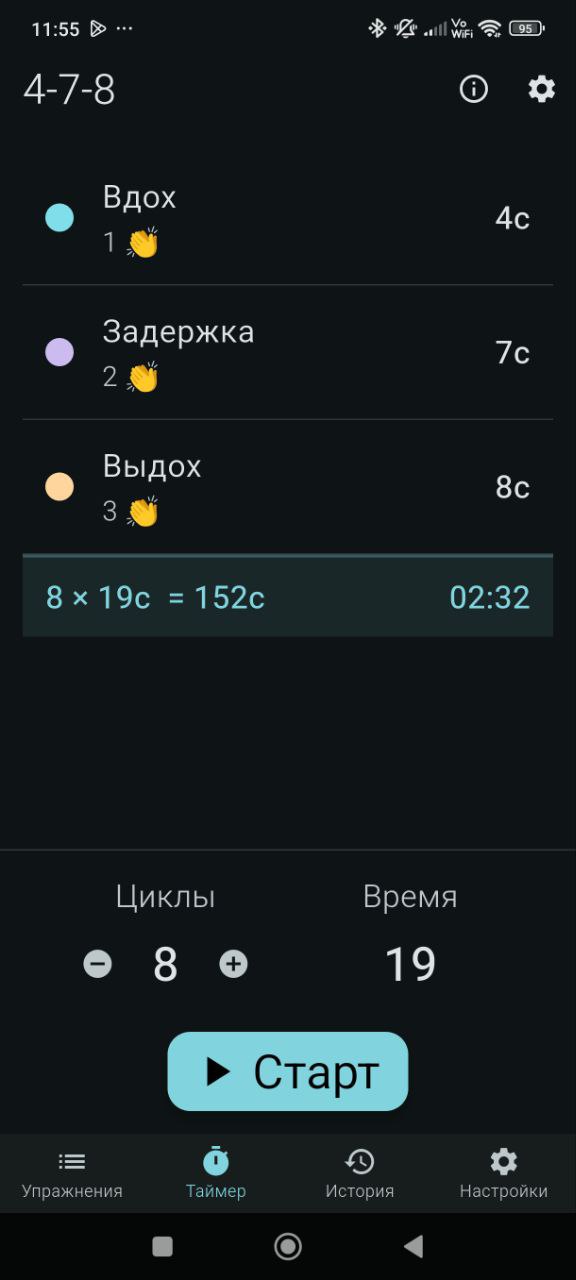 11:55 ...
Vo WiFi 95
4-7-8
Вдох
1 👏
4с
Задержка
2 👏
7с
Выдох
3 👏
8с
8 × 19с = 152с 02:32
Циклы Время
8 19
Старт
Упражнения Таймер История Настройки